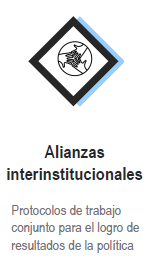 Alianzas
interinstitucionales
Protocolos de trabajo
conjunto para el logro de
resultados de la política